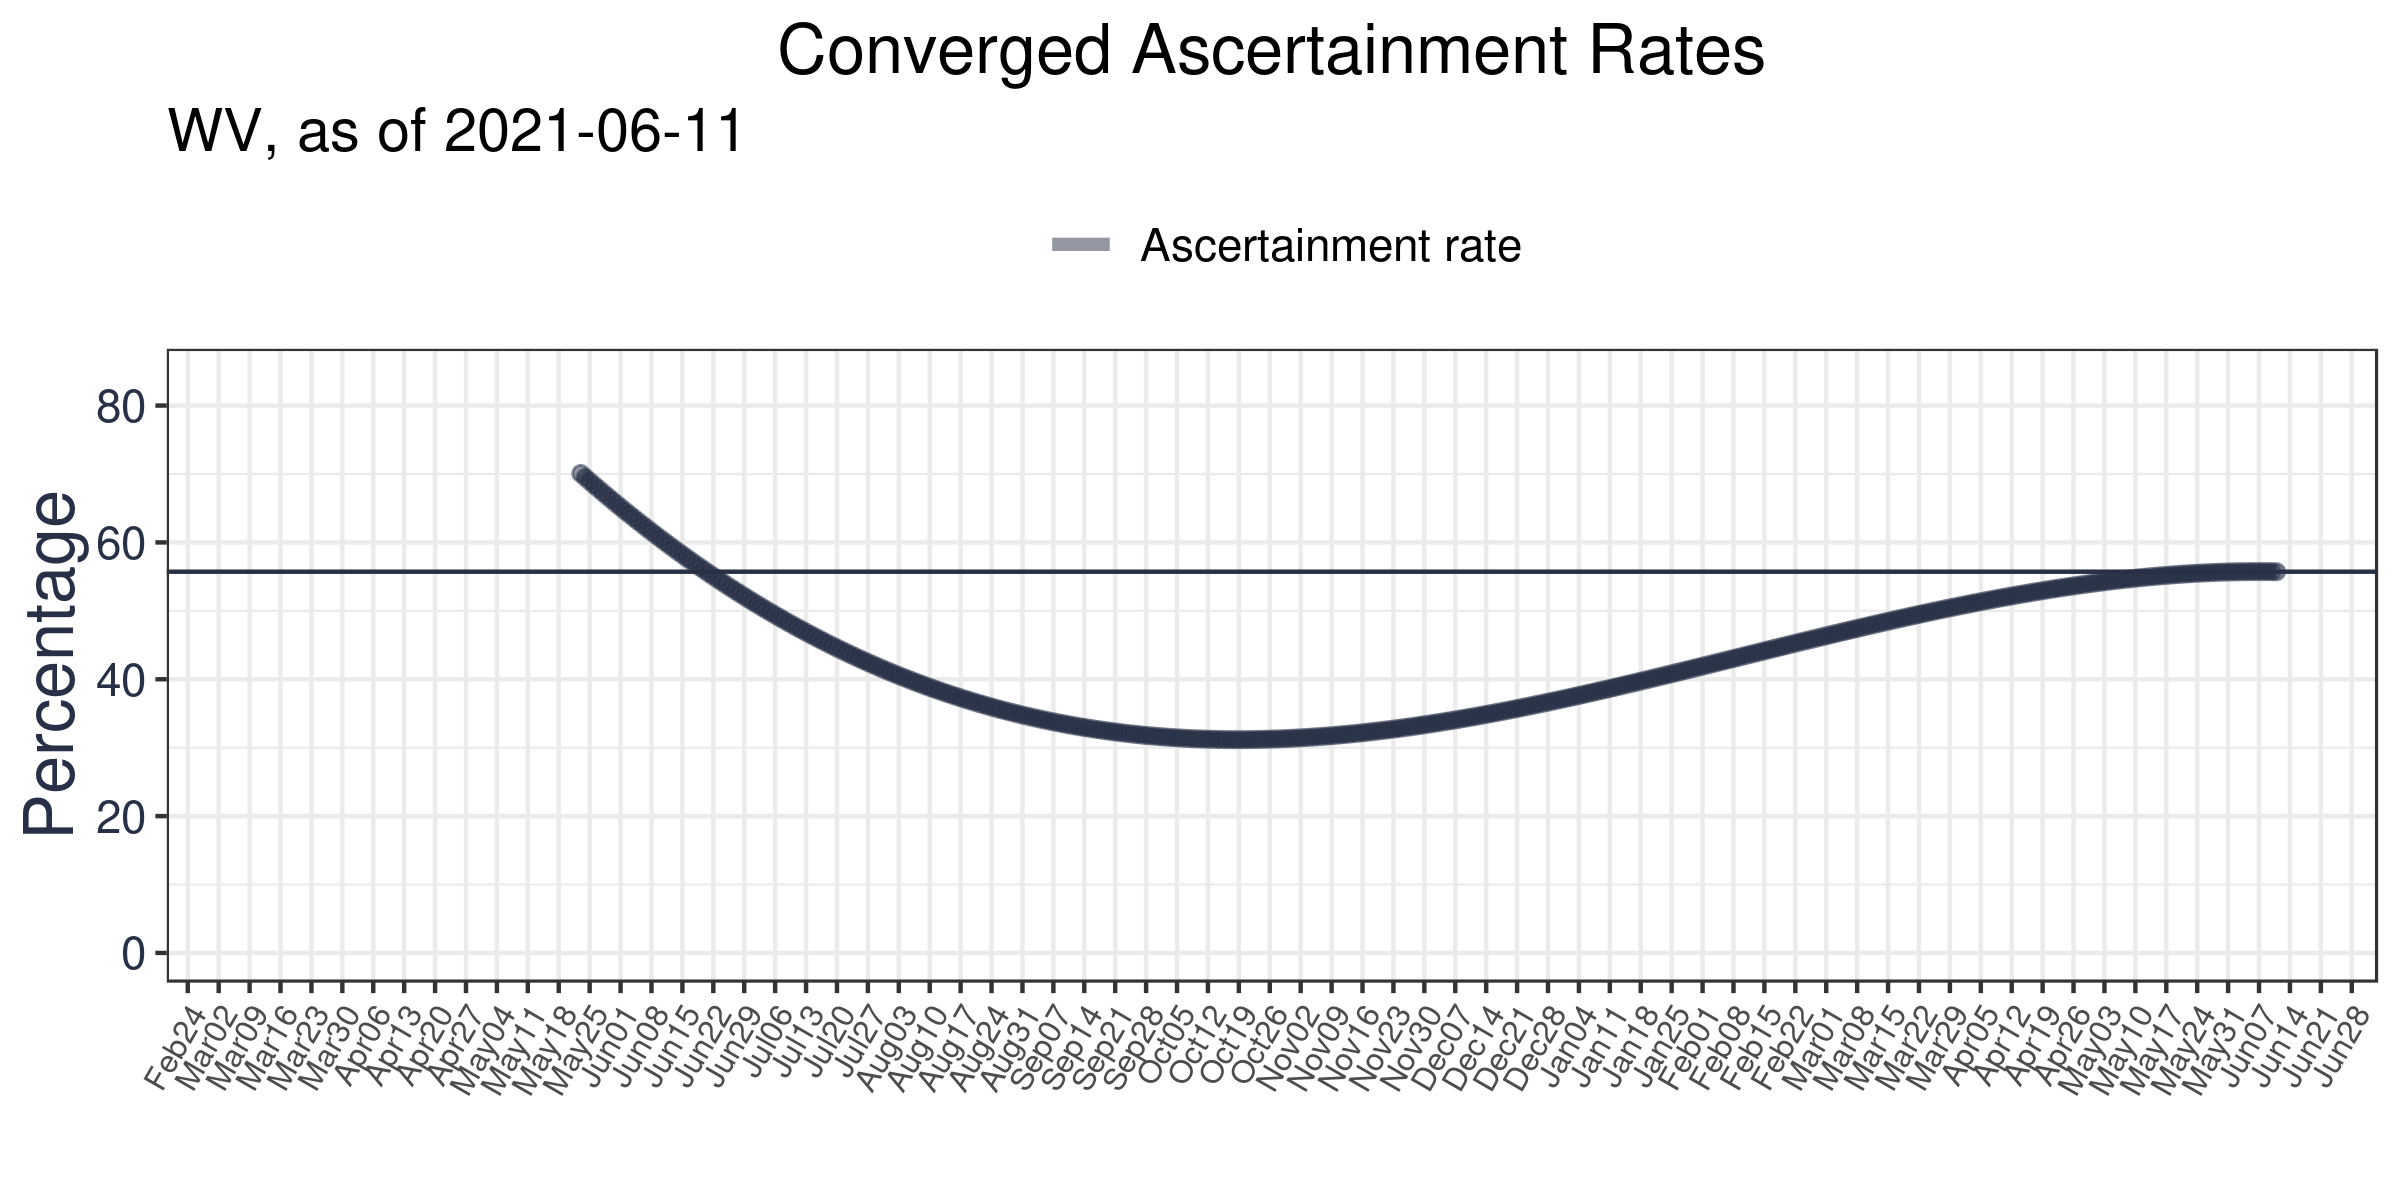 Converged Ascertainment Rates
WV, as of 2021-06-11
Ascertainment rate
Percentage
80
60
40
20
0
Feb24 Mar02 Mar09 Mar16 Mar23 Mar30 Apr06 Apr13 Apr20 Apr27 May04 May11 May18 May25 Jun01 Jun08 Jun15 Jun22 Jun29 Jul06 Jul13 Jul20 Jul27 Aug03 Aug10 Aug17 Aug24 Aug31 Sep07 Sep14 Sep21 Sep28 Oct05 Oct12 Oct19 Oct26 Nov02 Nov09 Nov16 Nov23 Nov30 Dec07 Dec14 Dec21 Dec28 Jan04 Jan11 Jan18 Jan25 Feb01 Feb08 Feb15 Feb22 Mar01 Mar08 Mar15 Mar22 Mar29 Apr05 Apr12 Apr19 Apr26 May03 May10 May17 May24 May31 Jun07 Jun14 Jun21 Jun28